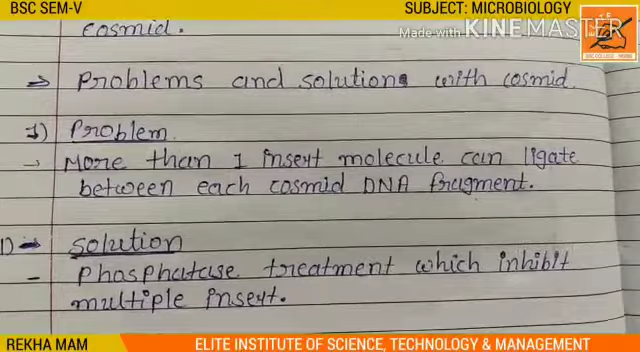 BSC SEM-V
SUBJECT: MICROBIOLOGY
Made with KINEMASTER
cosmid.
→ Problems and solutions with cosmid.
1) Problem
→ More than 1 insert molecule can ligate
between each cosmid DNA fragment.
1) → solution
- Phosphatase treatment which inhibit
multiple insert.
REKHA MAM
ELITE INSTITUTE OF SCIENCE, TECHNOLOGY & MANAGEMENT